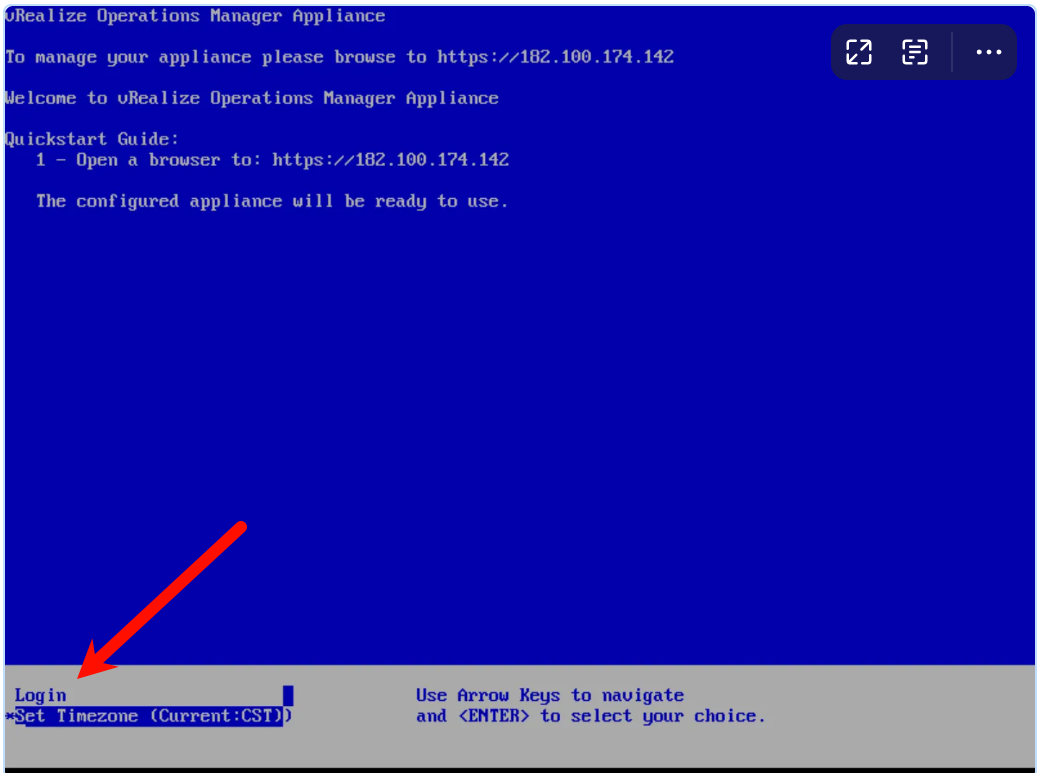 vRealize Operations Manager Appliance
To manage your appliance please browse to https://182.100.174.142
Welcome to vRealize Operations Manager Appliance
Quickstart Guide:
1 - Open a browser to: https://182.100.174.142
The configured appliance will be ready to use.
Login
*Set Timezone (Current:CST))
Use Arrow Keys to navigate
and <ENTER> to select your choice.